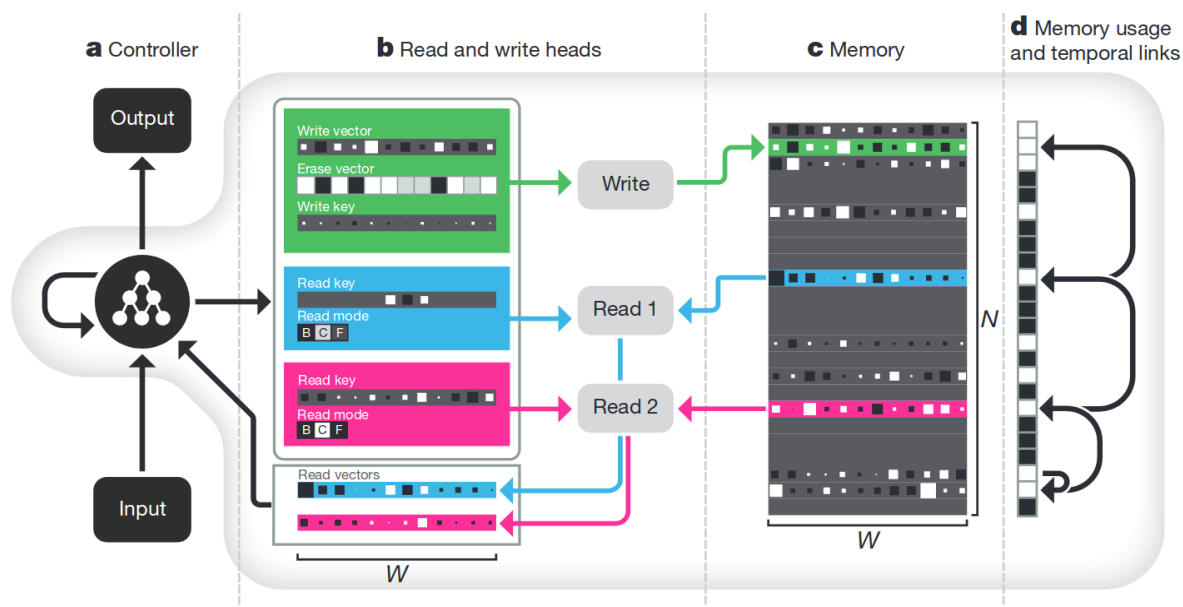 a Controller
b Read and write heads
c Memory
d Memory usage
and temporal links
Output
Input
Write vector
Erase vector
Write key
Read key
Read mode
B C F
Read key
Read mode
B C F
Read vectors
W
Write
Read 1
Read 2
N
W